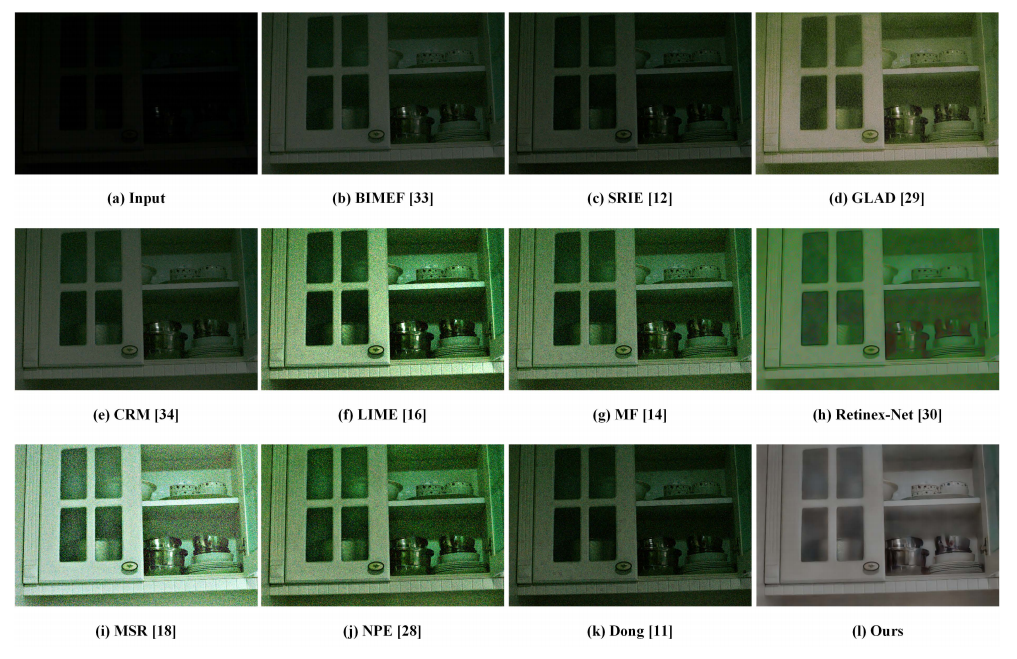 (a) Input
(b) BIMEF [33]
(c) SRIE [12]
(d) GLAD [29]
(e) CRM [34]
(f) LIME [16]
(g) MF [14]
(h) Retinex-Net [30]
(i) MSR [18]
(j) NPE [28]
(k) Dong [11]
(l) Ours